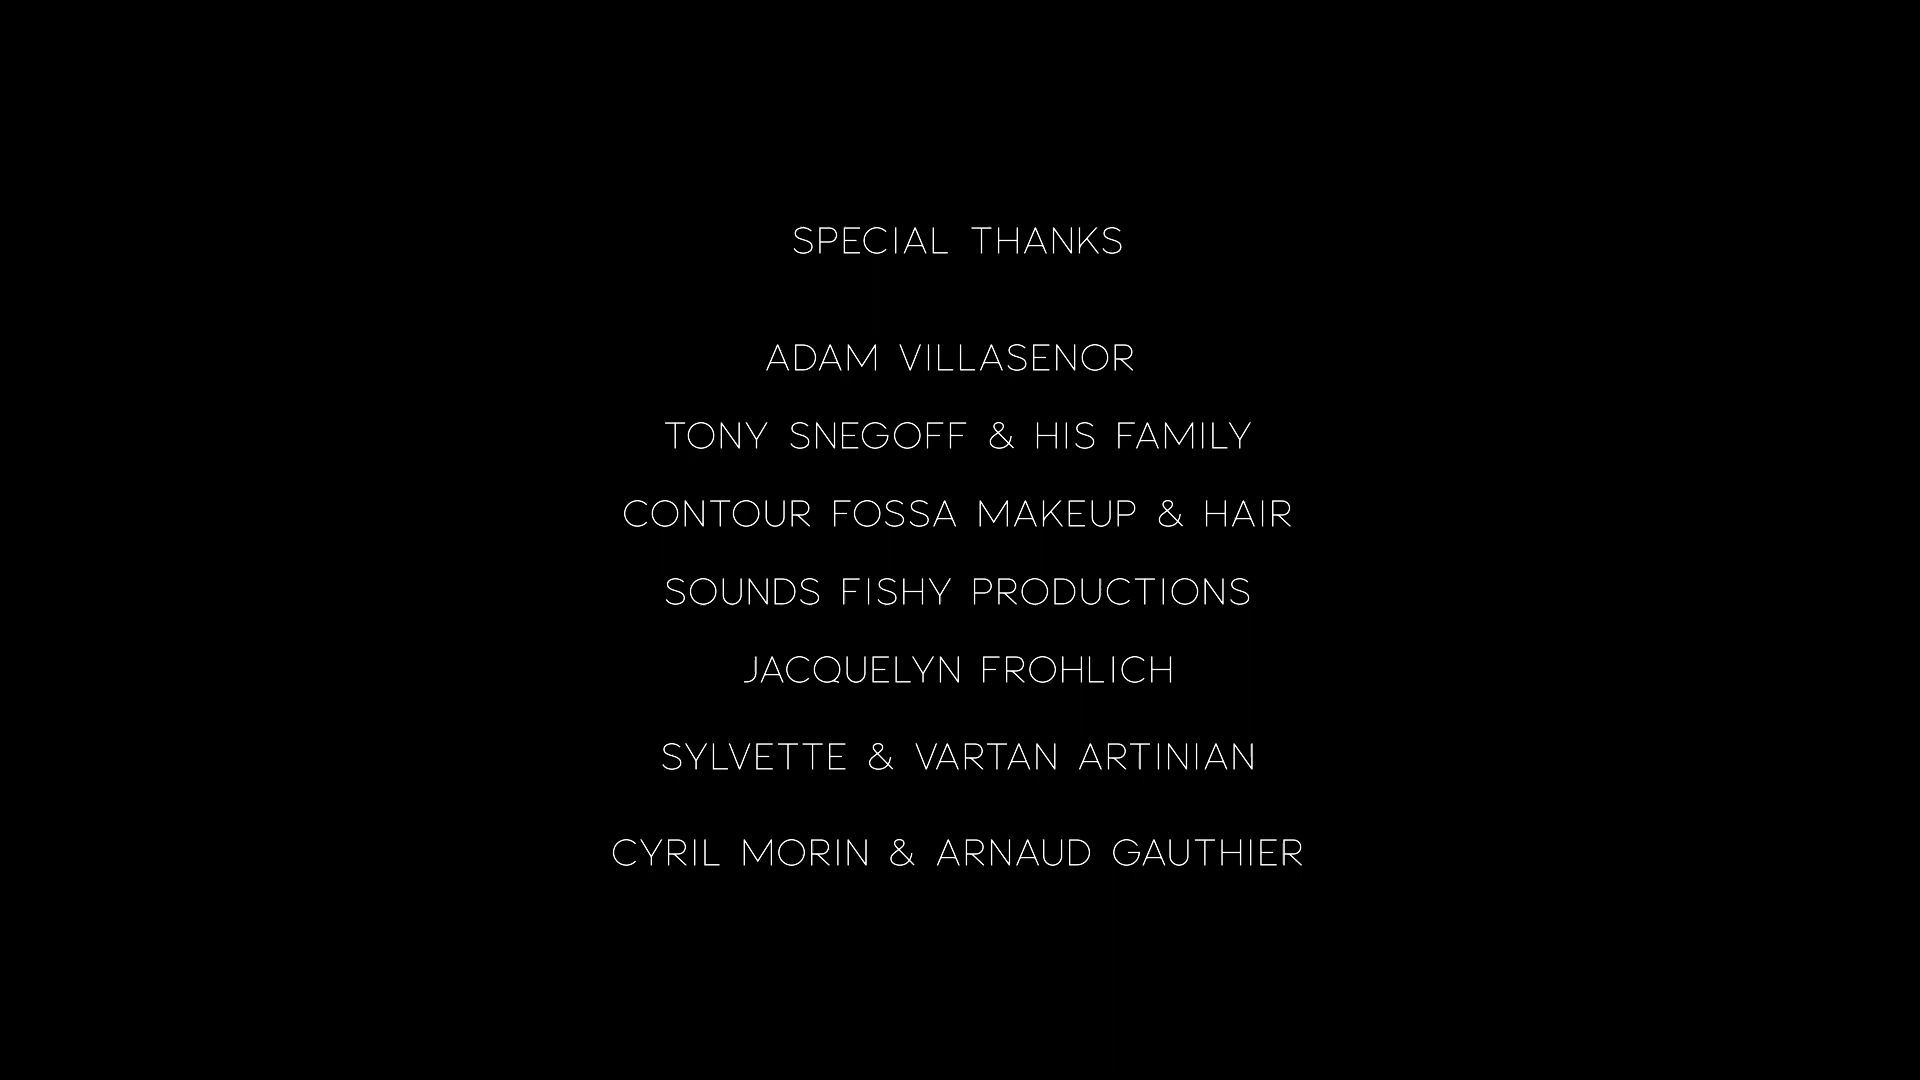 SPECIAL THANKS
ADAM VILLASENOR
TONY SNEGOFF & HIS FAMILY
CONTOUR FOSSA MAKEUP & HAIR
SOUNDS FISHY PRODUCTIONS
JACQUELYN FROHLICH
SYLVETTE & VARTAN ARTINIAN
CYRIL MORIN & ARNAUD GAUTHIER